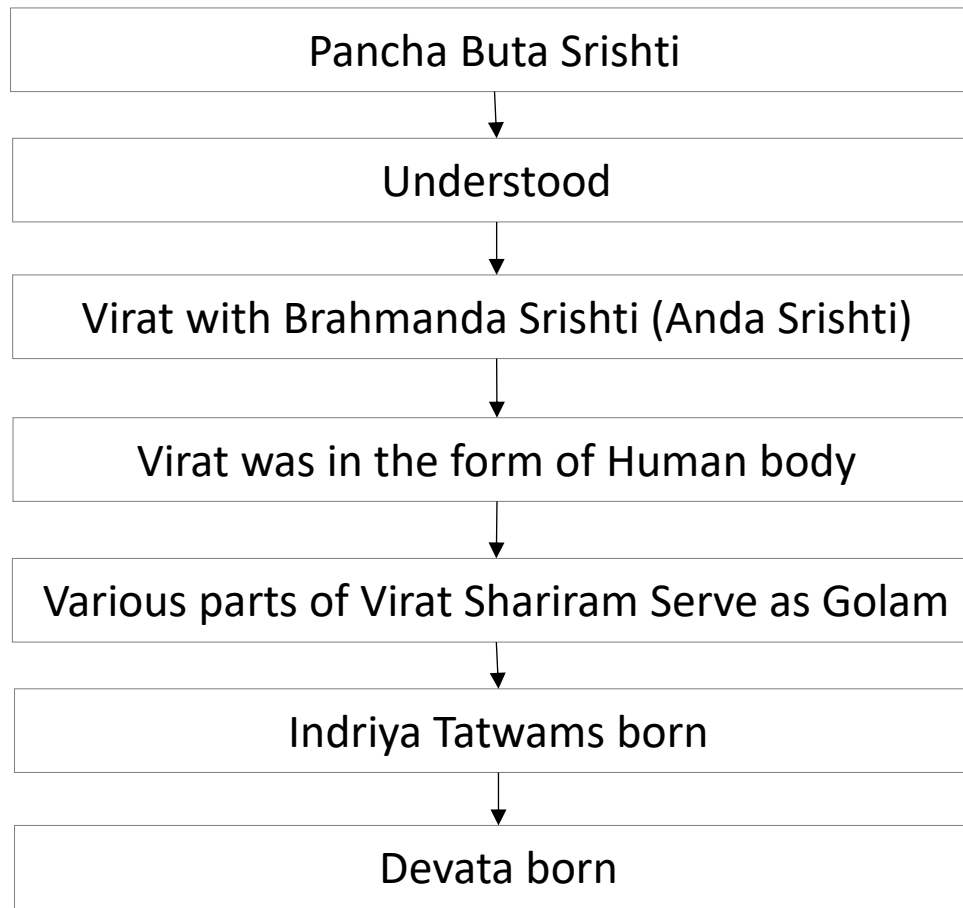 Pancha Buta Srishti
Understood
Virat with Brahmanda Srishti (Anda Srishti)
Virat was in the form of Human body
Various parts of Virat Shariram Serve as Golam
Indriya Tatwams born
Devata born